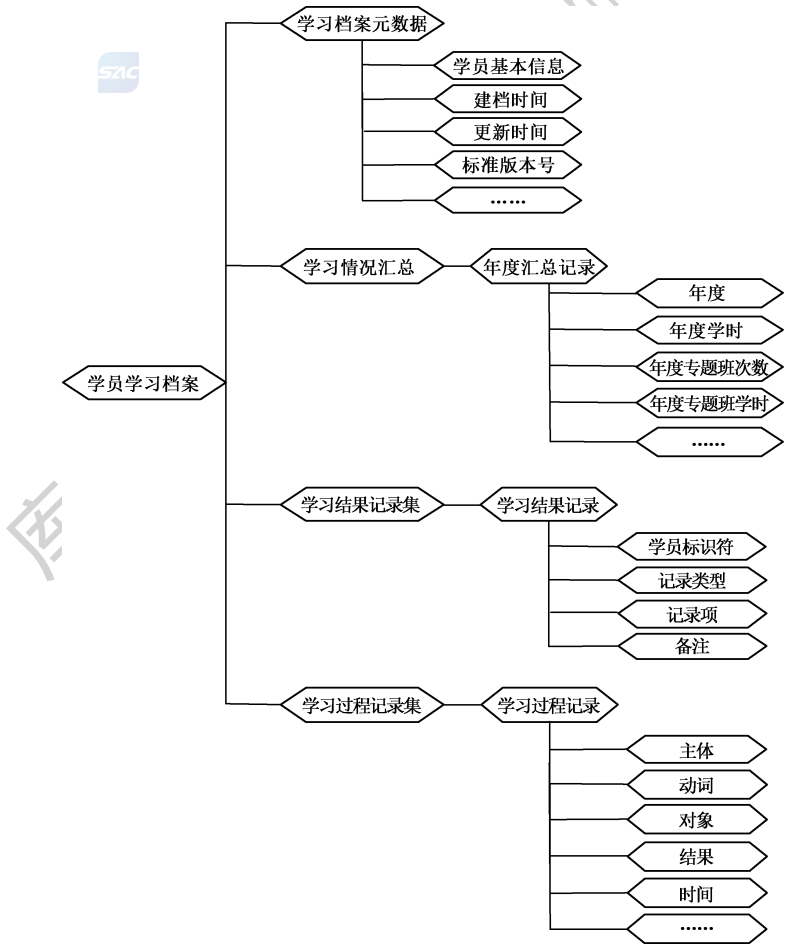 学习档案元数据
SAC
学员基本信息
建档时间
更新时间
标准版本号
……
学习情况汇总
年度汇总记录
年度
年度学时
年度专题班次数
年度专题班学时
……
学员学习档案
库
学习结果记录集
学习结果记录
学员标识符
记录类型
记录项
备注
学习过程记录集
学习过程记录
主体
动词
对象
结果
时间
……